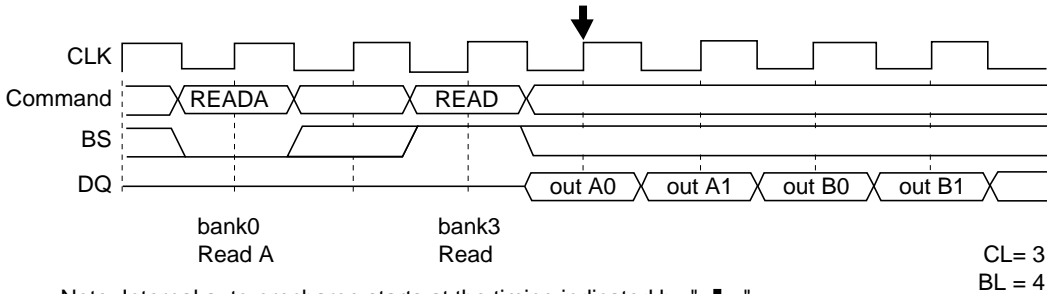 CLK
Command READA READ
BS
DQ out A0 out A1 out B0 out B1
bank0 bank3
Read A Read
CL= 3
BL = 4